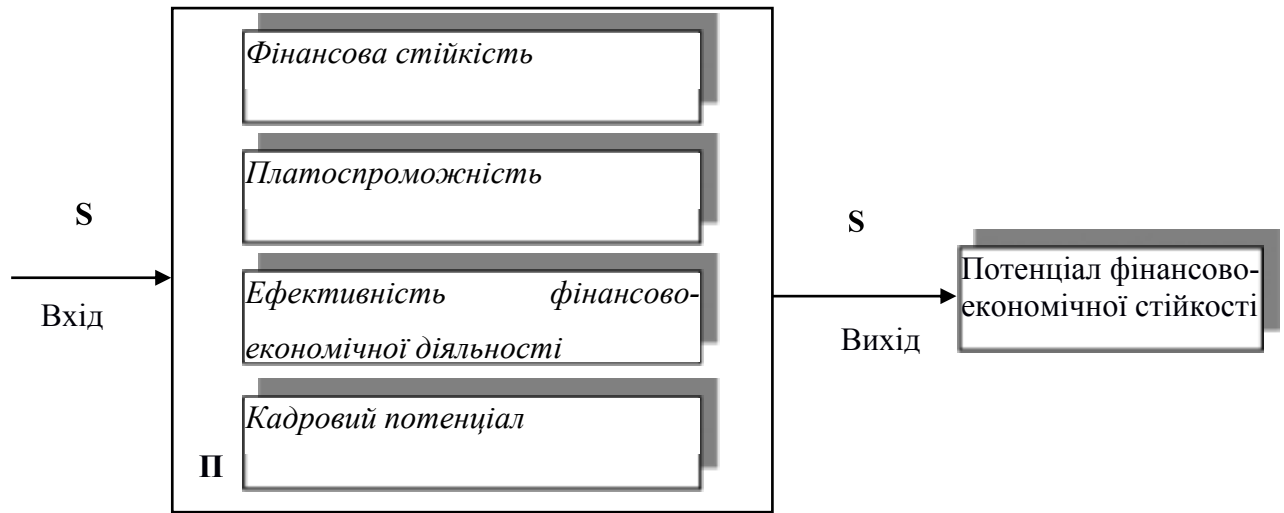 Фінансова стійкість
Платоспроможність
S
Вхід
Ефективність фінансово-
економічної діяльності
Кадровий потенціал
П
S
Вихід
Потенціал фінансово-
економічної стійкості